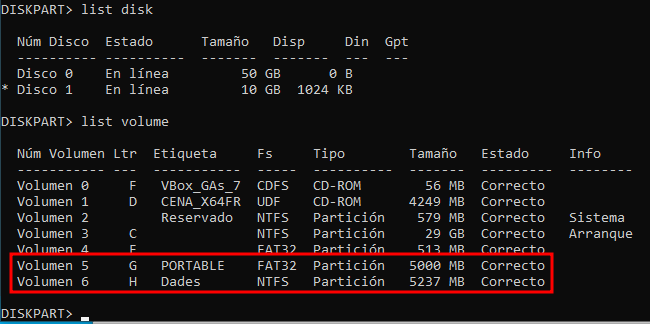 DISKPART> list disk
Núm Disco Estado Tamaño Disp Din Gpt
---------- ---------- ------- ------- --- ---
Disco 0 En línea 50 GB 0 B
* Disco 1 En línea 10 GB 1024 KB
DISKPART> list volume
Núm Volumen Ltr Etiqueta Fs Tipo Tamaño Estado Info
----------- --- ----------- ----- ---------- ------- --------- --------
Volumen 0 F VBox_GAs_7 CDFS CD-ROM 56 MB Correcto
Volumen 1 D CENA_X64FR UDF CD-ROM 4249 MB Correcto
Volumen 2 Reservado NTFS Partición 579 MB Correcto Sistema
Volumen 3 C NTFS Partición 29 GB Correcto Arranque
Volumen 4 E FAT32 Partición 513 MB Correcto
Volumen 5 G PORTABLE FAT32 Partición 5000 MB Correcto
Volumen 6 H Dades NTFS Partición 5237 MB Correcto
DISKPART>